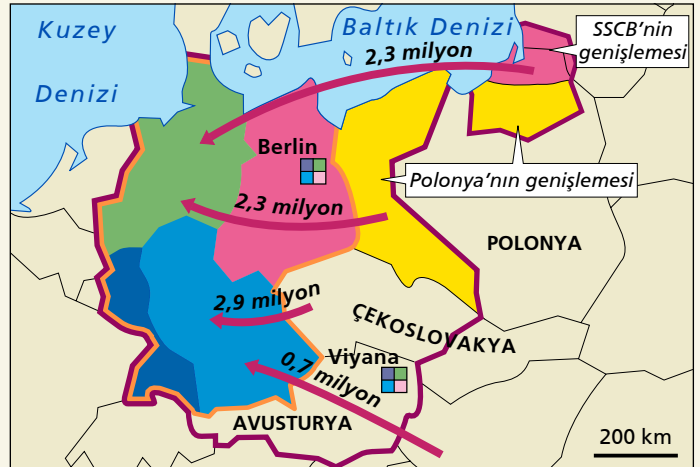 Kuzey
Denizi
Baltık Denizi
SSCB’nin
genişlemesi
2,3 milyon
Berlin
Polonya’nın genişlemesi
2,3 milyon
POLONYA
2,9 milyon
ÇEKOSLOVAKYA
Viyana
0,7 milyon
AVUSTURYA
200 km